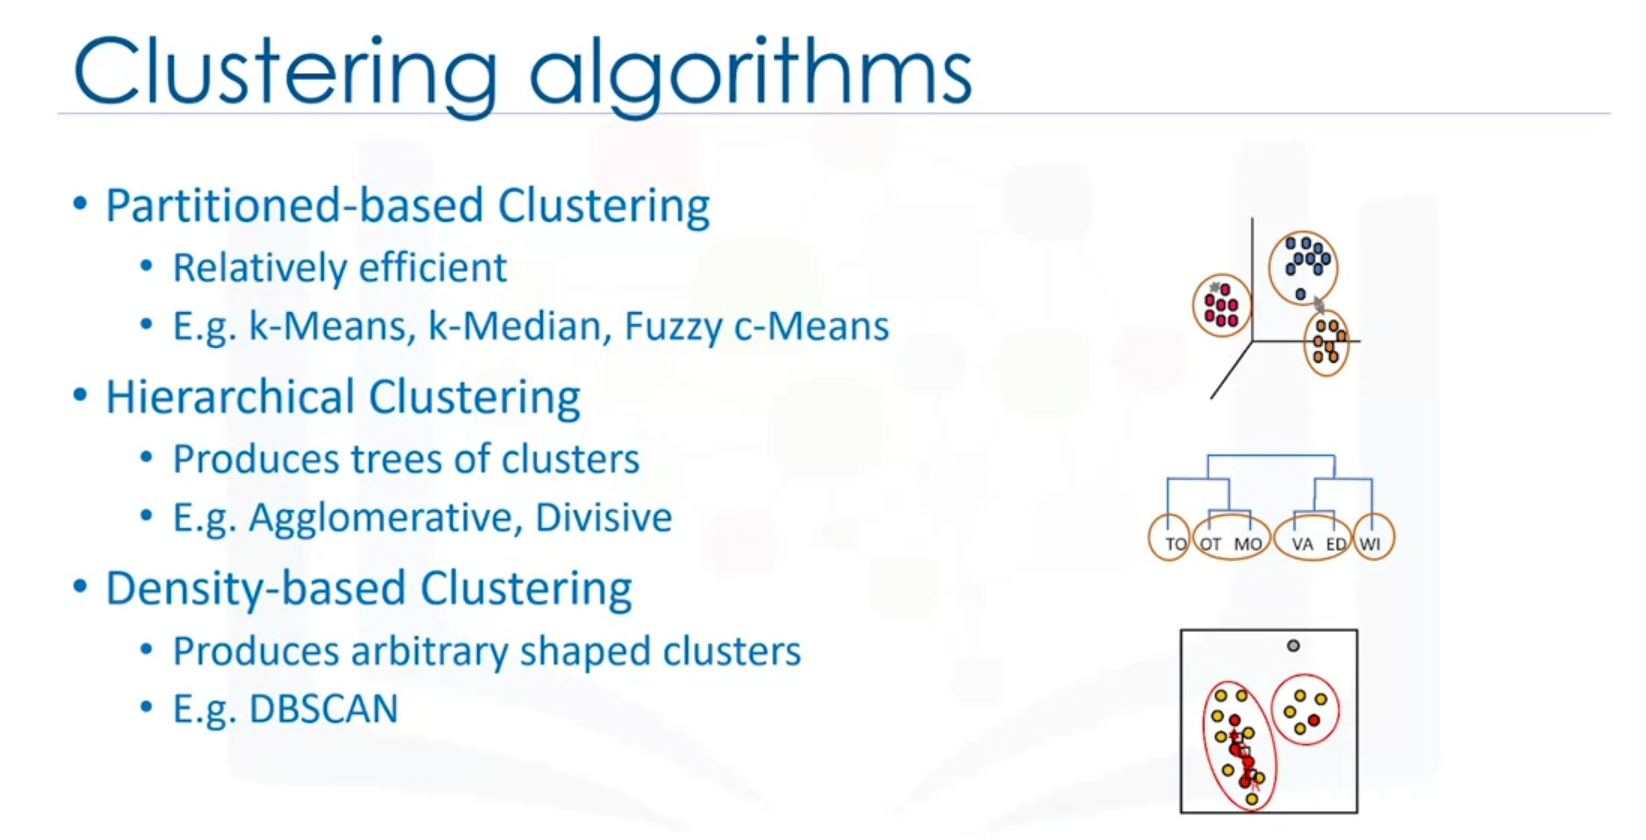 Clustering algorithms
• Partitioned-based Clustering
• Relatively efficient
• E.g. k-Means, k-Median, Fuzzy c-Means
• Hierarchical Clustering
• Produces trees of clusters
• E.g. Agglomerative, Divisive
TO OT MO VA ED WI
• Density-based Clustering
• Produces arbitrary shaped clusters
• E.g. DBSCAN